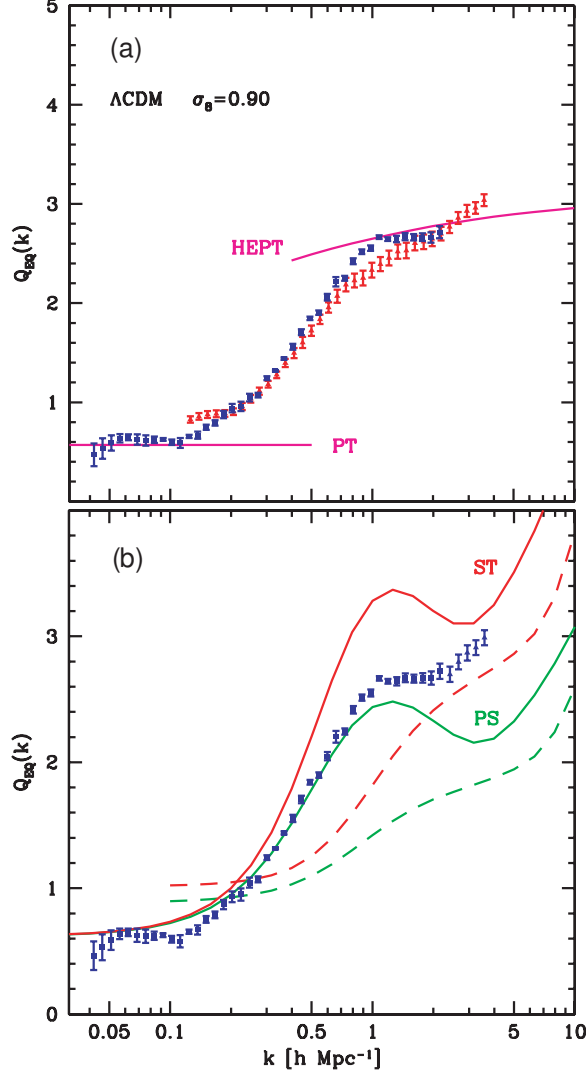 5
(a)
ΛCDM σ8=0.90
4
3
HEPT
QEQ(k)
2
1
PT
0
(b)
ST
3
PS
QEQ(k)
2
1
0
0.05 0.1 0.5 1 5 10
k [h Mpc⁻¹]